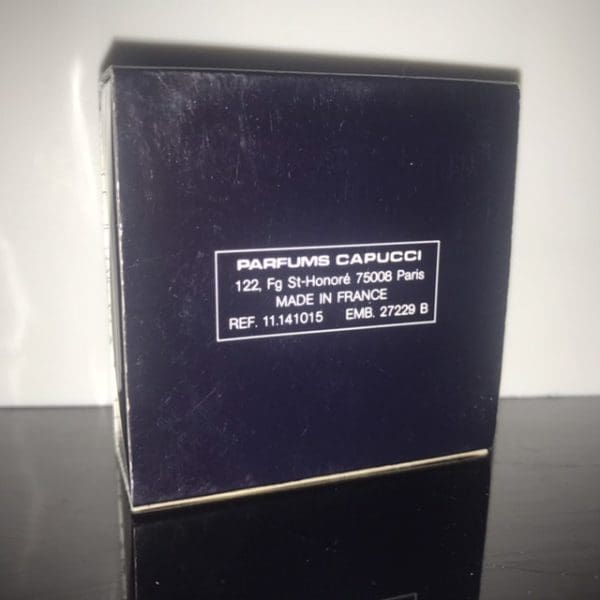 PARFUMS CAPUCCI
122, Fg St-Honoré 75008 Paris
MADE IN FRANCE
REF. 11.141015 EMB. 27229 B